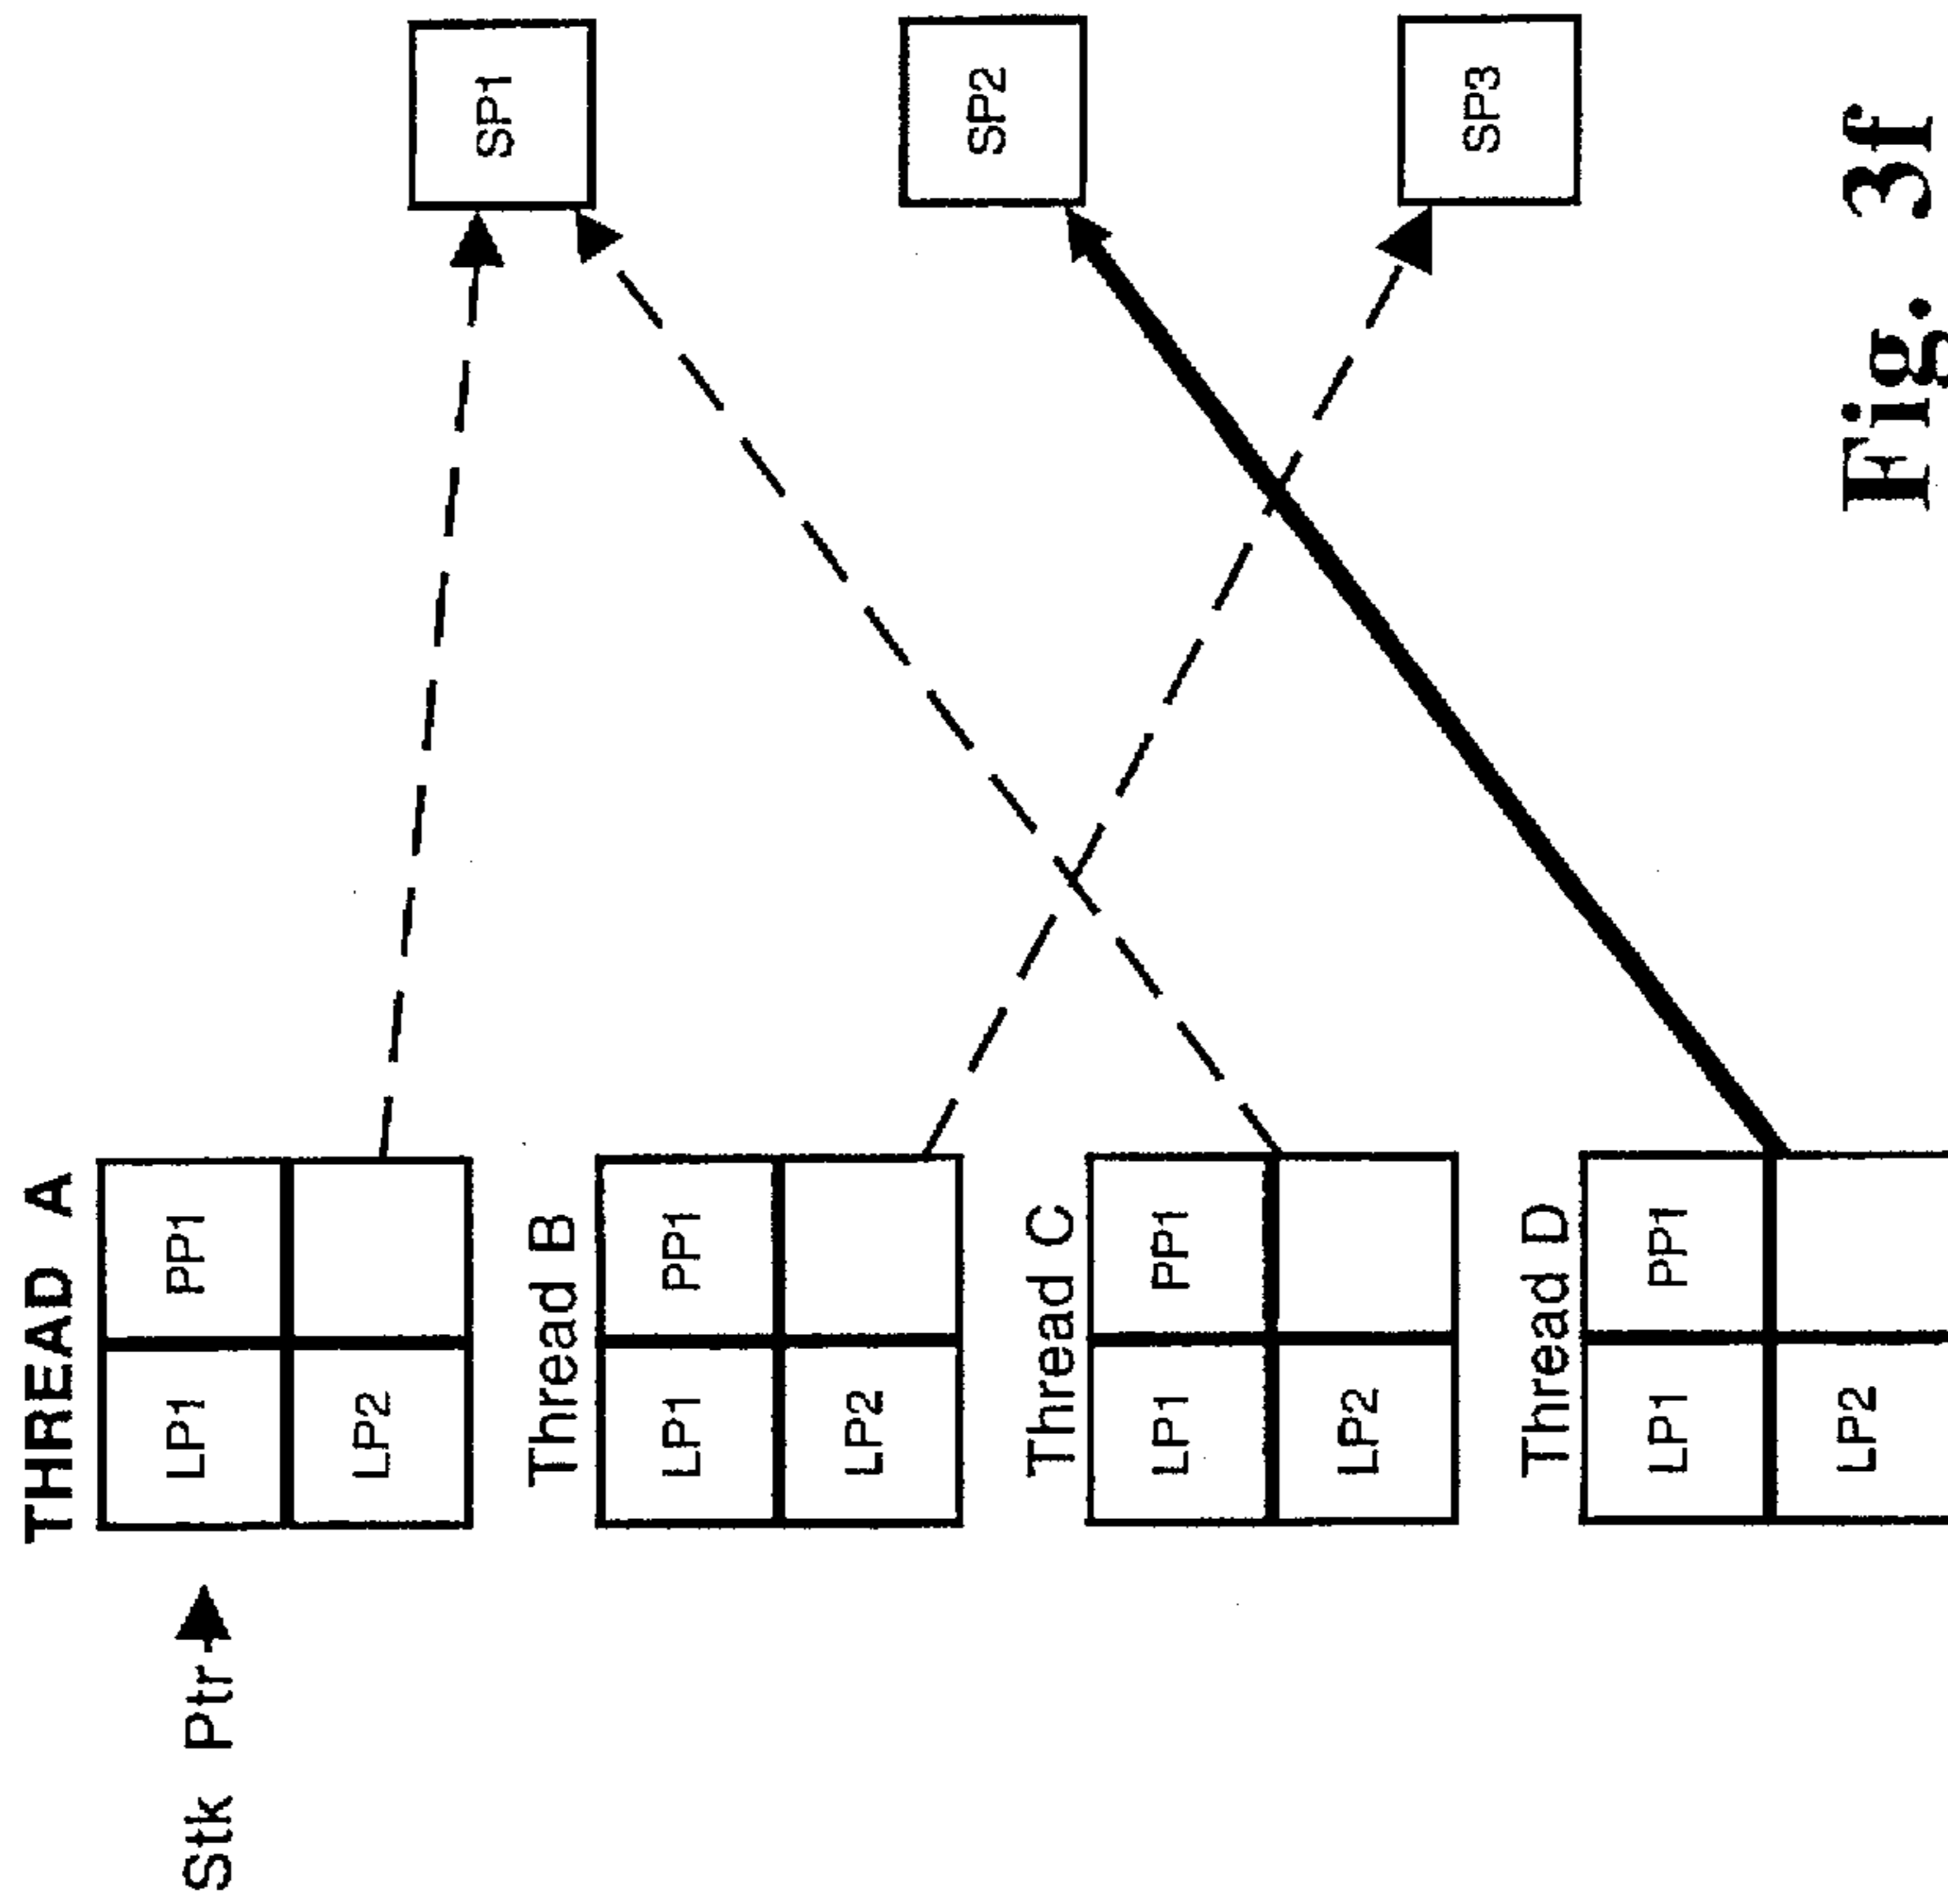 THREAD A
Stk Ptr
LP1 PP1
LP2
SP1
Thread B
LP1 PP1
LP2
SP2
Thread C
LP1 PP1
LP2
SP3
Thread D
LP1 PP1
LP2
Fig. 3f